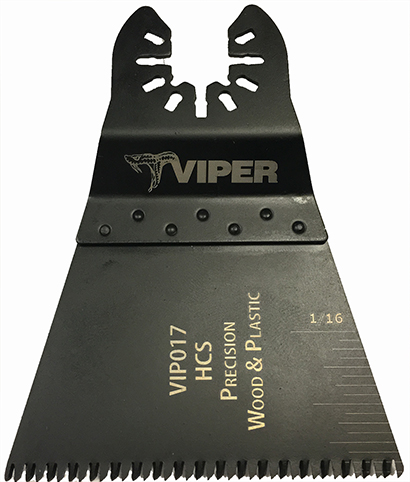 VIPER
1/16
VIP017
HCS
PRECISION
WOOD & PLASTIC